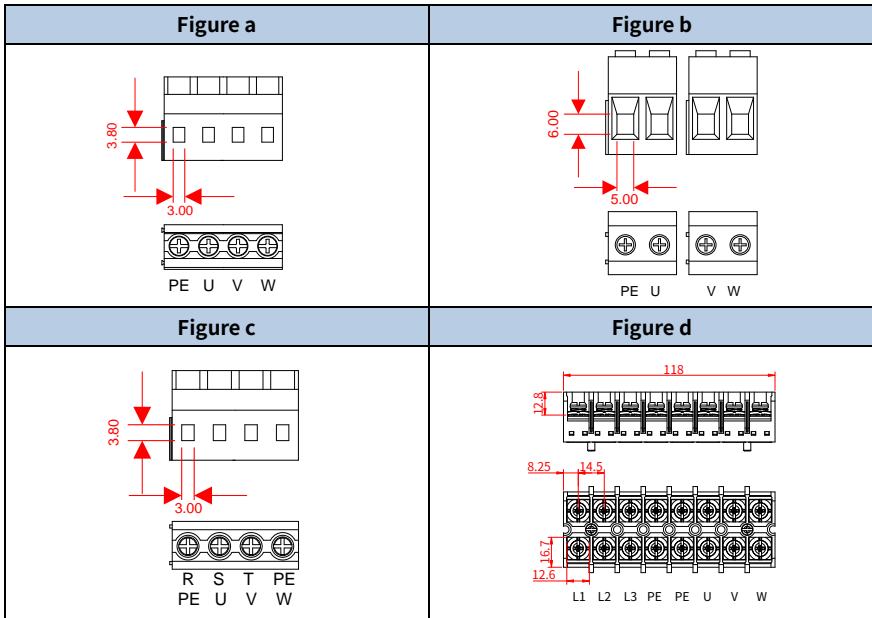 Figure a
3.80
3.00
PE U V W
Figure b
6.00
5.00
PE U V W
Figure c
3.80
3.00
R S T PE
PE U V W
Figure d
118
12.8
8.25 14.5
16.7
12.6
L1 L2 L3 PE PE U V W